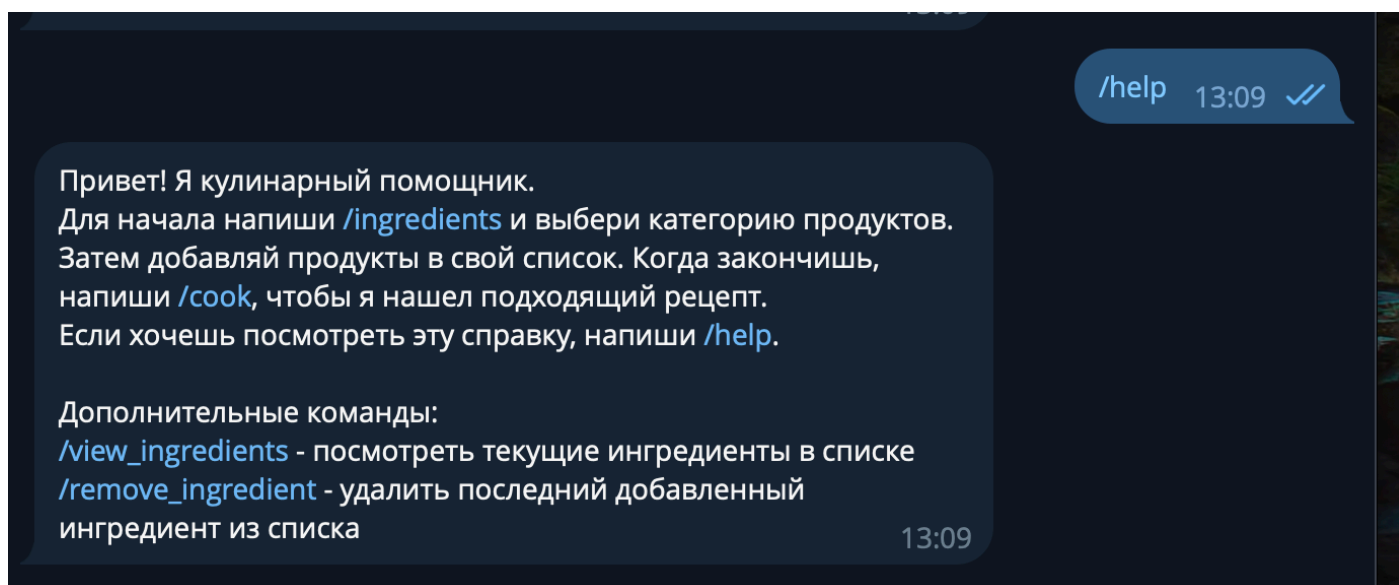 /help 13:09
Привет! Я кулинарный помощник.
Для начала напиши /ingredients и выбери категорию продуктов.
Затем добавляй продукты в свой список. Когда закончишь,
напиши /cook, чтобы я нашел подходящий рецепт.
Если хочешь посмотреть эту справку, напиши /help.
Дополнительные команды:
/view_ingredients - посмотреть текущие ингредиенты в списке
/remove_ingredient - удалить последний добавленный
ингредиент из списка
13:09